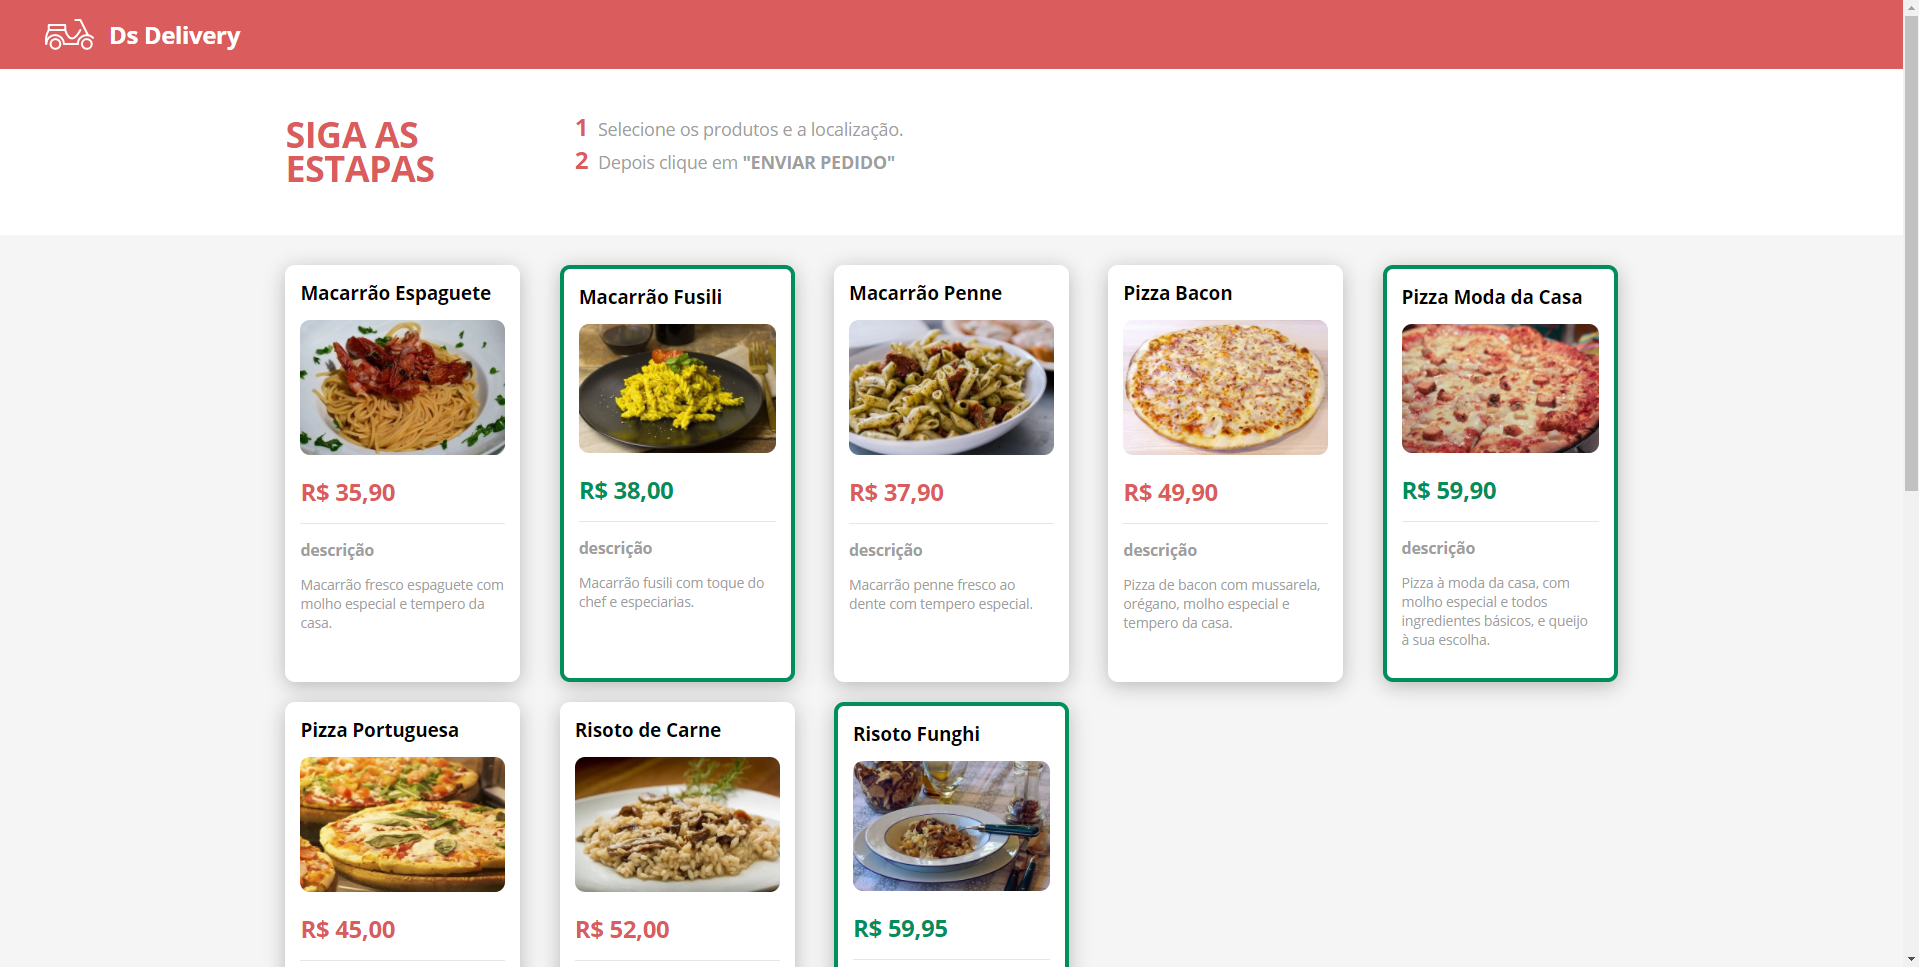 Ds Delivery
SIGA AS
ESTAPAS
1 Selecione os produtos e a localização.
2 Depois clique em "ENVIAR PEDIDO"
Macarrão Espaguete
R$ 35,90
descrição
Macarrão fresco espaguete com
molho especial e tempero da
casa.
Macarrão Fusili
R$ 38,00
descrição
Macarrão fusili com toque do
chef e especiarias.
Macarrão Penne
R$ 37,90
descrição
Macarrão penne fresco ao
dente com tempero especial.
Pizza Bacon
R$ 49,90
descrição
Pizza de bacon com mussarela,
orégano, molho especial e
tempero da casa.
Pizza Moda da Casa
R$ 59,90
descrição
Pizza à moda da casa, com
molho especial e todos
ingredientes básicos, e queijo
à sua escolha.
Pizza Portuguesa
R$ 45,00
Risoto de Carne
R$ 52,00
Risoto Funghi
R$ 59,95